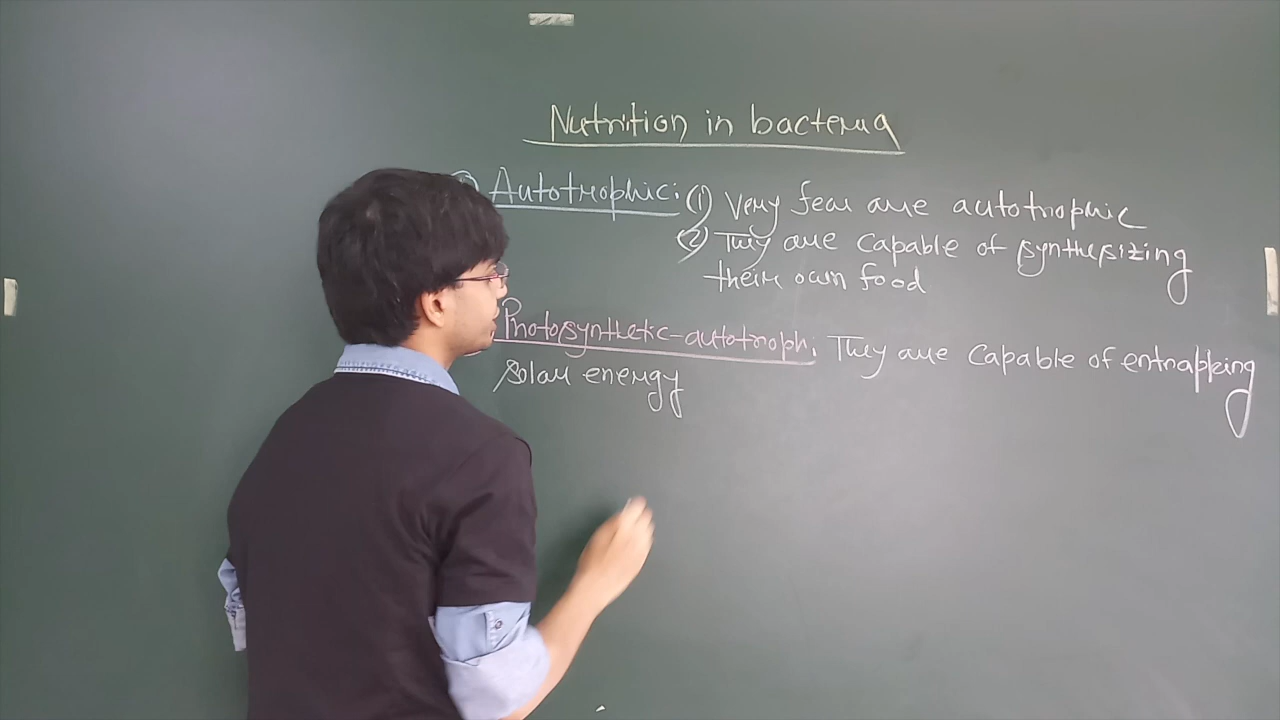 Nutrition in bacteria
Autotrophic: (1) Very few are autotrophic
(2) They are capable of synthesizing
their own food
Photosynthetic-autotroph: They are capable of entrapping
solar energy